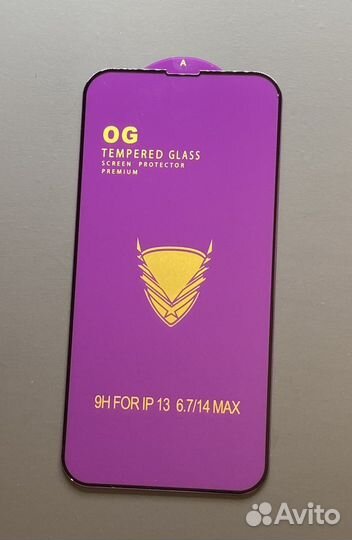 A
OG
TEMPERED GLASS
SCREEN PROTECTOR
PREMIUM
9H FOR IP 13 6.7/14 MAX
Avito